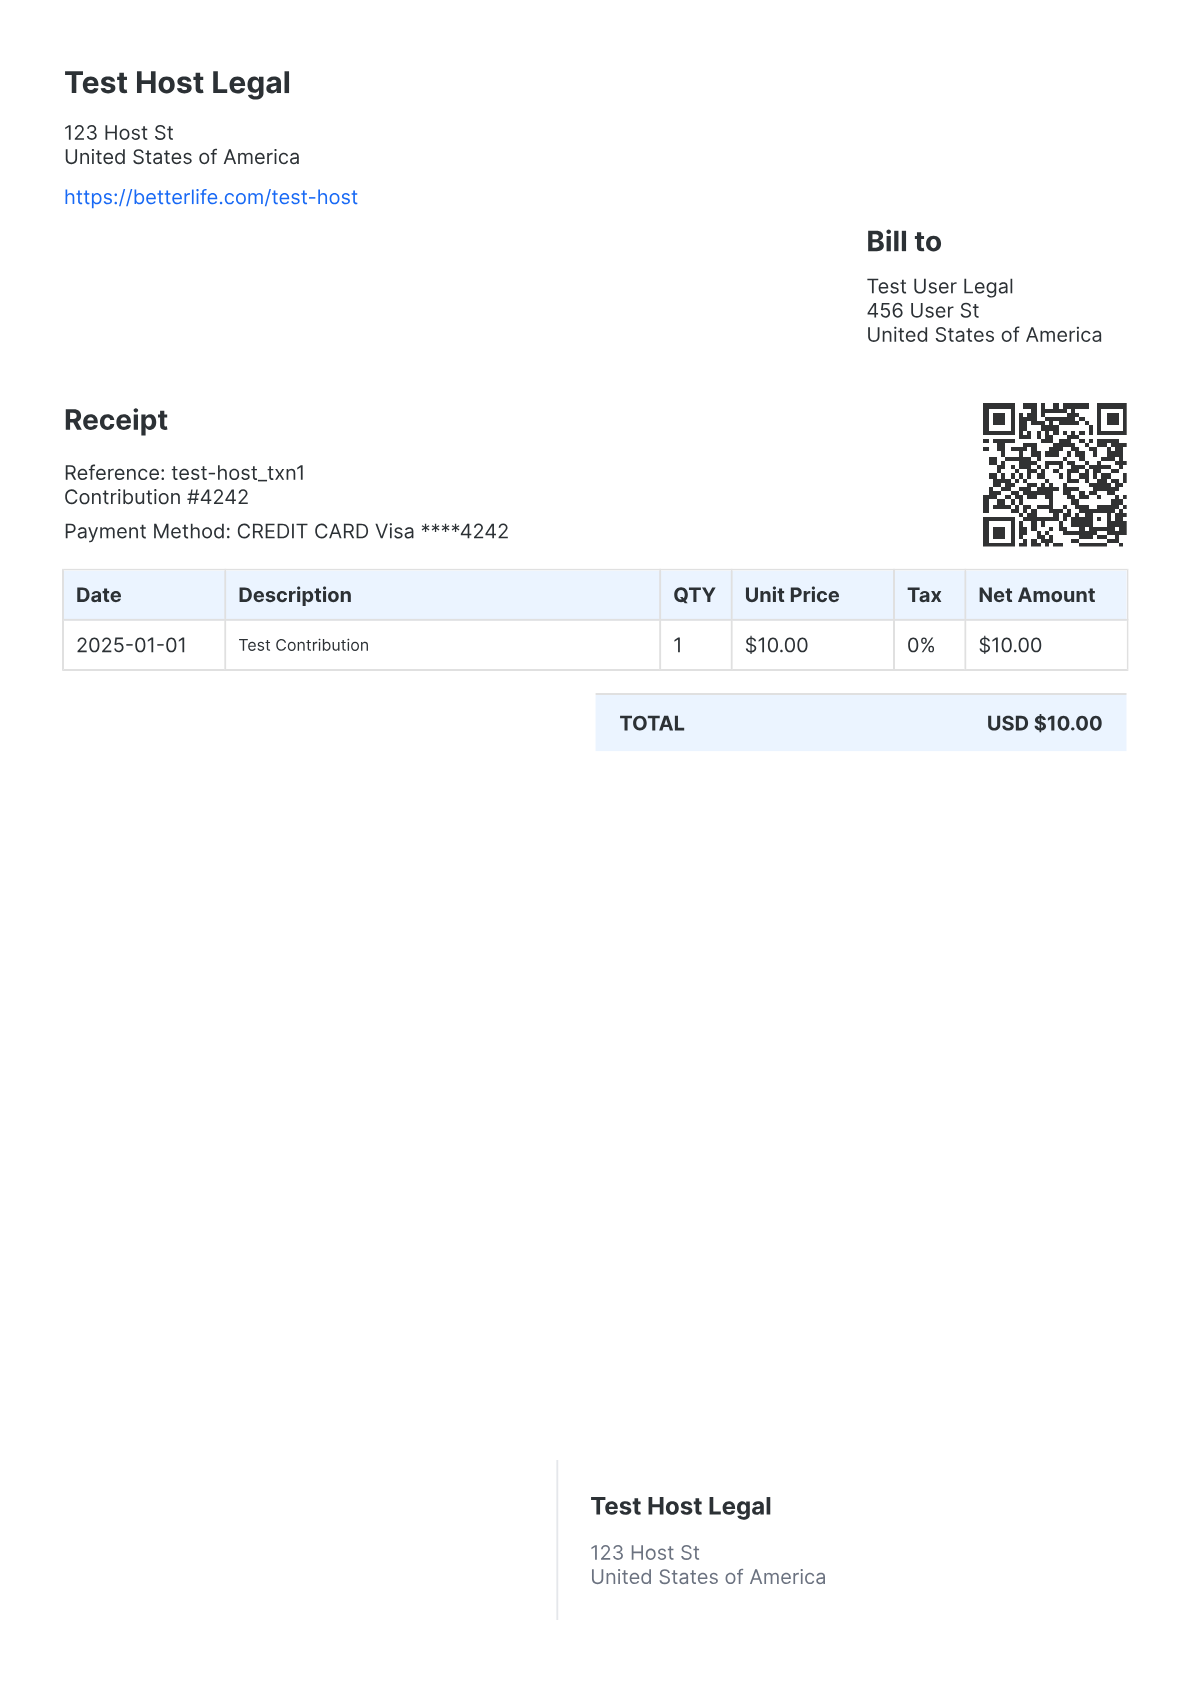 Test Host Legal
123 Host St
United States of America
https://betterlife.com/test-host
Bill to
Test User Legal
456 User St
United States of America
Receipt
Reference: test-host_txn1
Contribution #4242
Payment Method: CREDIT CARD Visa ****4242
Date Description QTY Unit Price Tax Net Amount
2025-01-01 Test Contribution 1 $10.00 0% $10.00
TOTAL USD $10.00
Test Host Legal
123 Host St
United States of America